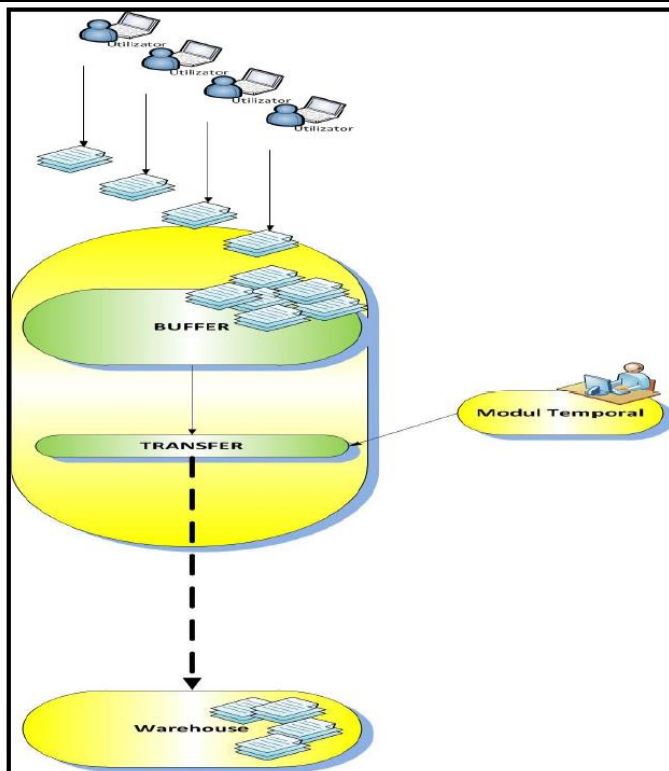 Utilizator
Utilizator
Utilizator
Utilizator
BUFFER
Modul Temporal
TRANSFER
Warehouse